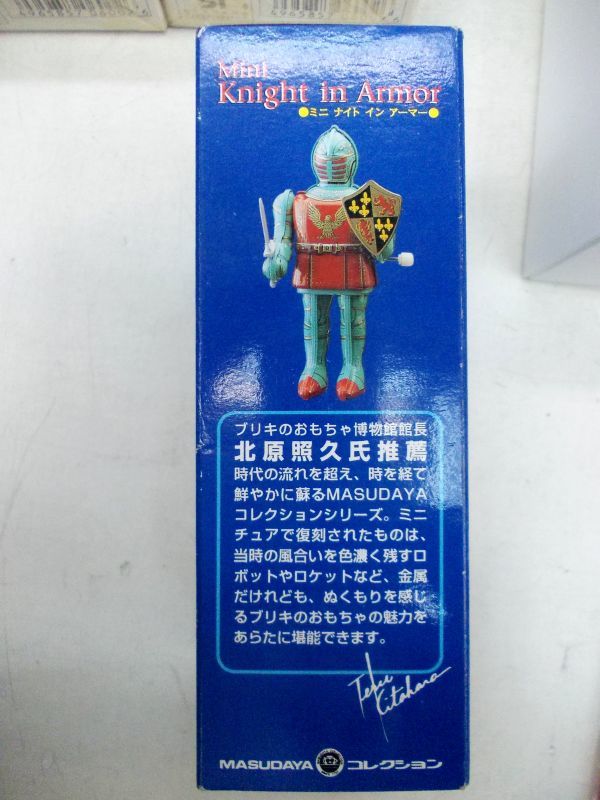 Mini
Knight in Armor
●ミニ ナイト イン アーマー●
ブリキのおもちゃ博物館館長
北原照久氏推薦
時代の流れを超え、時を経て
鮮やかに蘇るMASUDAYA
コレクションシリーズ。ミニ
チュアで復刻されたものは、
当時の風合いを色濃く残すロ
ボットやロケットなど、金属
だけれども、ぬくもりを感じ
るブリキのおもちゃの魅力を
あらたに堪能できます。
Teru
Kitahara
MASUDAYA コレクション